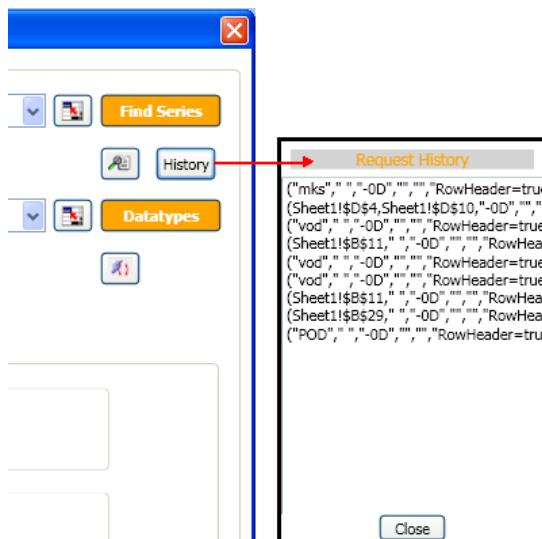 Find Series
History
Datatypes
Request History
("mks"," ","-0D","","","RowHeader=true
(Sheet1!$D$4,Sheet1!$D$10,"-0D","","
("vod"," ","-0D","","","RowHeader=true
(Sheet1!$B$11," ","-0D","","","RowHea
("vod"," ","-0D","","","RowHeader=true
("vod"," ","-0D","","","RowHeader=true
(Sheet1!$B$11," ","-0D","","","RowHea
(Sheet1!$B$29," ","-0D","","","RowHea
("POD"," ","-0D","","","RowHeader=tru
Close